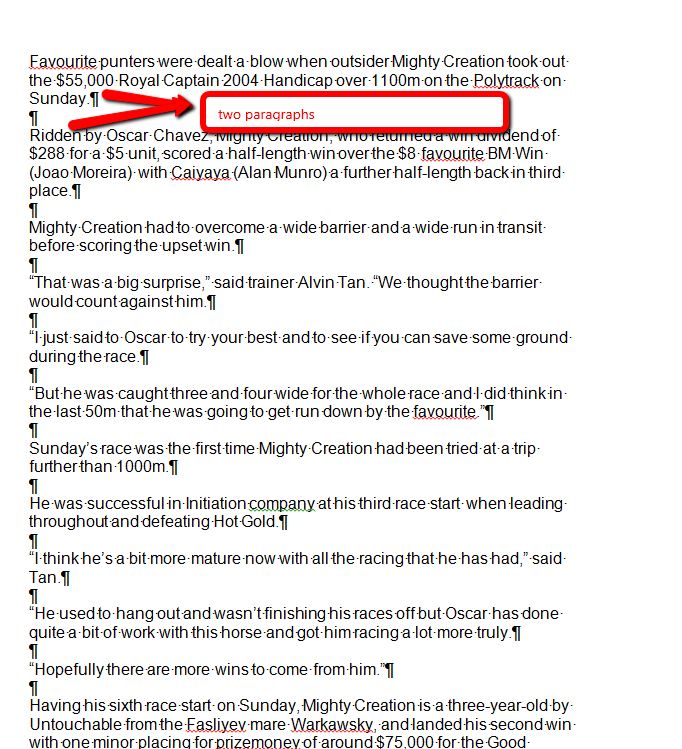 Favourite punters were dealt a blow when outsider Mighty Creation took out
the $55,000 Royal Captain 2004 Handicap over 1100m on the Polytrack on
Sunday.¶
two paragraphs
¶
Ridden by Oscar Chavez, Mighty Creation, who returned a win dividend of
$288 for a $5 unit, scored a half-length win over the $8 favourite BM Win
(Joao Moreira) with Caiyaya (Alan Munro) a further half-length back in third
place.¶
¶
Mighty Creation had to overcome a wide barrier and a wide run in transit
before scoring the upset win.¶
¶
“That was a big surprise,” said trainer Alvin Tan. “We thought the barrier
would count against him.¶
¶
“I just said to Oscar to try your best and to see if you can save some ground
during the race.¶
¶
“But he was caught three and four wide for the whole race and I did think in
the last 50m that he was going to get run down by the favourite.”¶
¶
Sunday’s race was the first time Mighty Creation had been tried at a trip
further than 1000m.¶
¶
He was successful in Initiation company at his third race start when leading
throughout and defeating Hot Gold.¶
¶
“I think he’s a bit more mature now with all the racing that he has had,” said
Tan.¶
¶
“He used to hang out and wasn’t finishing his races off but Oscar has done
quite a bit of work with this horse and got him racing a lot more truly.¶
¶
“Hopefully there are more wins to come from him.”¶
¶
Having his sixth race start on Sunday, Mighty Creation is a three-year-old by
Untouchable from the Easliyev mare Warkawsky, and landed his second win
with one minor placing for prizemoney of around $75,000 for the Good